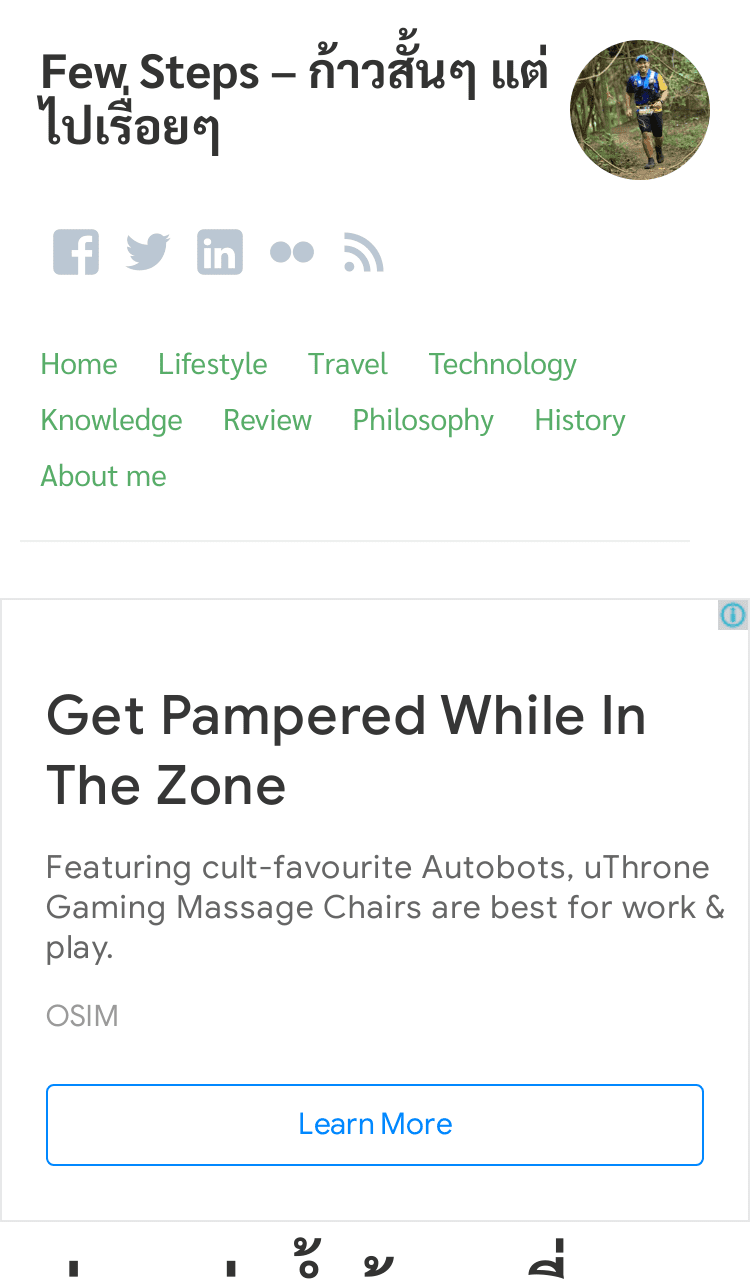 Few Steps – ก้าวสั้นๆ แต่
ไปเรื่อยๆ
Home Lifestyle Travel Technology
Knowledge Review Philosophy History
About me
Get Pampered While In
The Zone
Featuring cult-favourite Autobots, uThrone
Gaming Massage Chairs are best for work &
play.
OSIM
Learn More